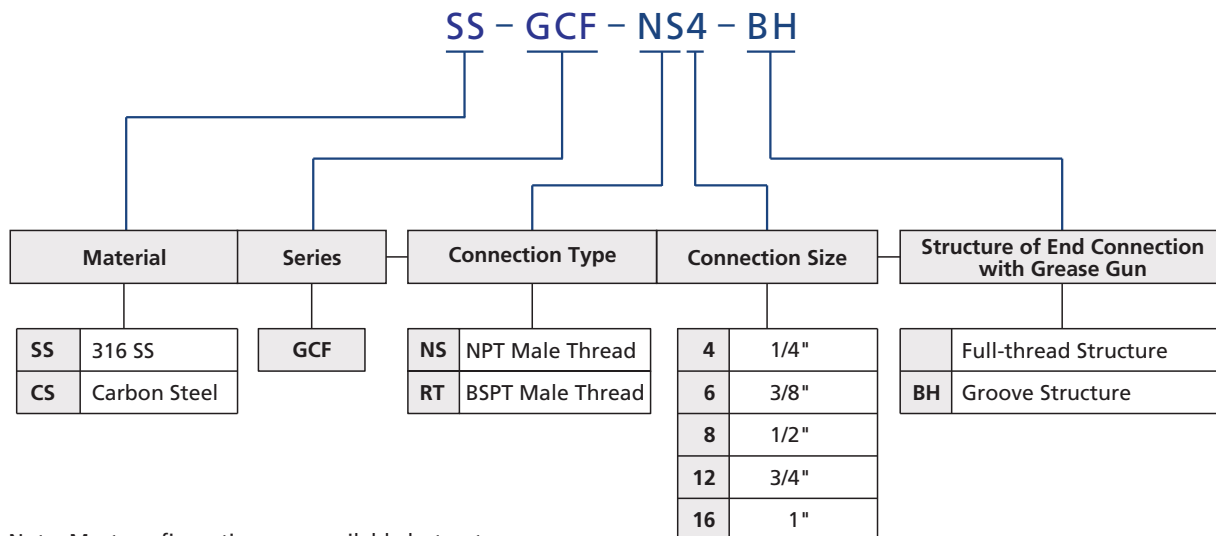 SS – GCF – NS4 – BH
Material
Series
Connection Type
Connection Size
Structure of End Connection
with Grease Gun
SS 316 SS
CS Carbon Steel
GCF
NS NPT Male Thread
RT BSPT Male Thread
4 1/4"
6 3/8"
8 1/2"
12 3/4"
16 1"
Full-thread Structure
BH Groove Structure